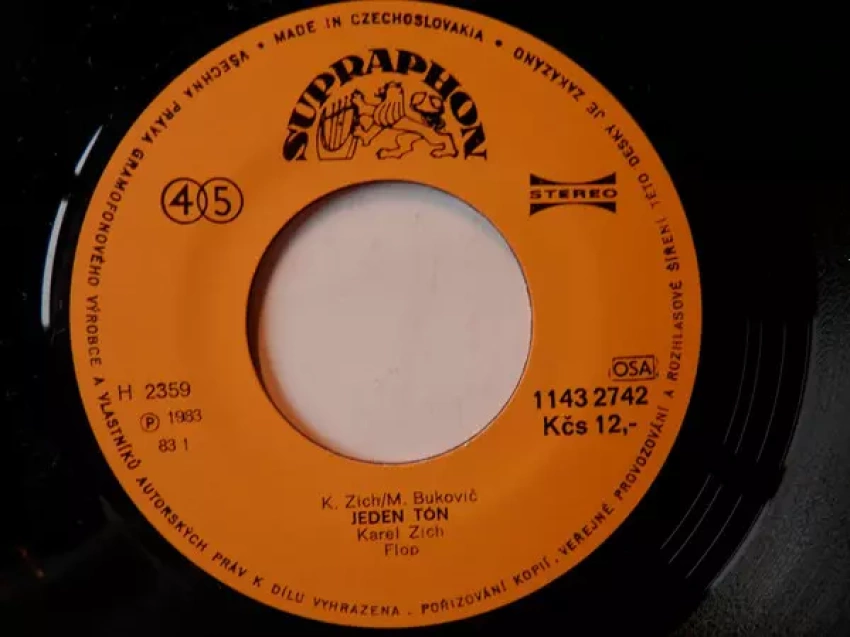 VŠECHNA PRÁVA GRAMOFONOVÉHO VÝROBCE A VLASTNÍKŮ AUTORSKÝCH PRÁV K DÍLU VYHRAZENA. POŘIZOVÁNÍ KOPIÍ. VEŘEJNÉ PROVOZOVÁNÍ A ROZHLASOVÉ ŠÍŘENÍ TÉTO DESKY JE ZAKÁZÁNO • MADE IN CZECHOSLOVAKIA •
SUPRAPHON
45
STEREO
H 2359
Ⓟ 1983
83 1
OSA
1143 2742
Kčs 12,-
K. Zich/M. Bukovič
JEDEN TÓN
Karel Zich
Flop